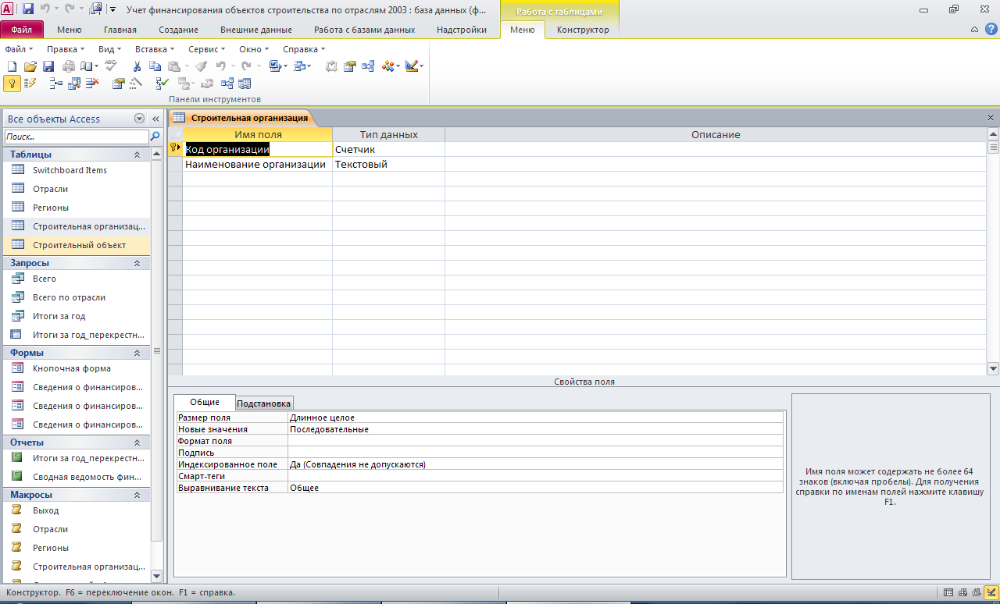 Учет финансирования объектов строительства по отраслям 2003 : база данных (ф...
Работа с таблицами
Файл Меню Главная Создание Внешние данные Работа с базами данных Надстройки Меню Конструктор
Файл Правка Вид Вставка Сервис Окно Справка
Панели инструментов
Все объекты Access
Поиск...
Таблицы
Switchboard Items
Отрасли
Регионы
Строительная организац...
Строительный объект
Запросы
Всего
Всего по отрасли
Итоги за год
Итоги за год_перекрестн...
Формы
Кнопочная форма
Сведения о финансиров...
Сведения о финансиров...
Сведения о финансиров...
Отчеты
Итоги за год_перекрестн...
Сводная ведомость фин...
Макросы
Выход
Отрасли
Регионы
Строительная организац...
Строительная организация
Имя поля Тип данных Описание
Код организации Счетчик
Наименование организации Текстовый
Свойства поля
Общие Подстановка
Размер поля Длинное целое
Новые значения Последовательные
Формат поля
Подпись
Индексированное поле Да (Совпадения не допускаются)
Смарт-теги
Выравнивание текста Общее
Имя поля может содержать не более 64
знаков (включая пробелы). Для получения
справки по именам полей нажмите клавишу
F1.
Конструктор. F6 = переключение окон. F1 = справка.